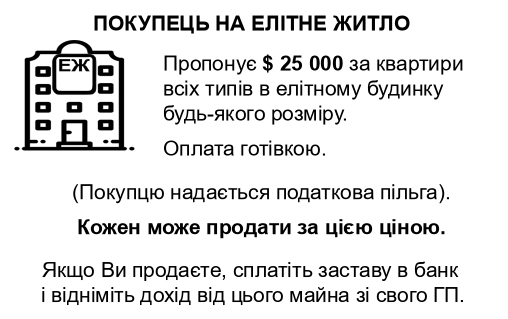 ПОКУПЕЦЬ НА ЕЛІТНЕ ЖИТЛО
ЕЖ
Пропонує $ 25 000 за квартири
всіх типів в елітному будинку
будь-якого розміру.
Оплата готівкою.
(Покупцю надається податкова пільга).
Кожен може продати за цією ціною.
Якщо Ви продаєте, сплатіть заставу в банк
і відніміть дохід від цього майна зі свого ГП.